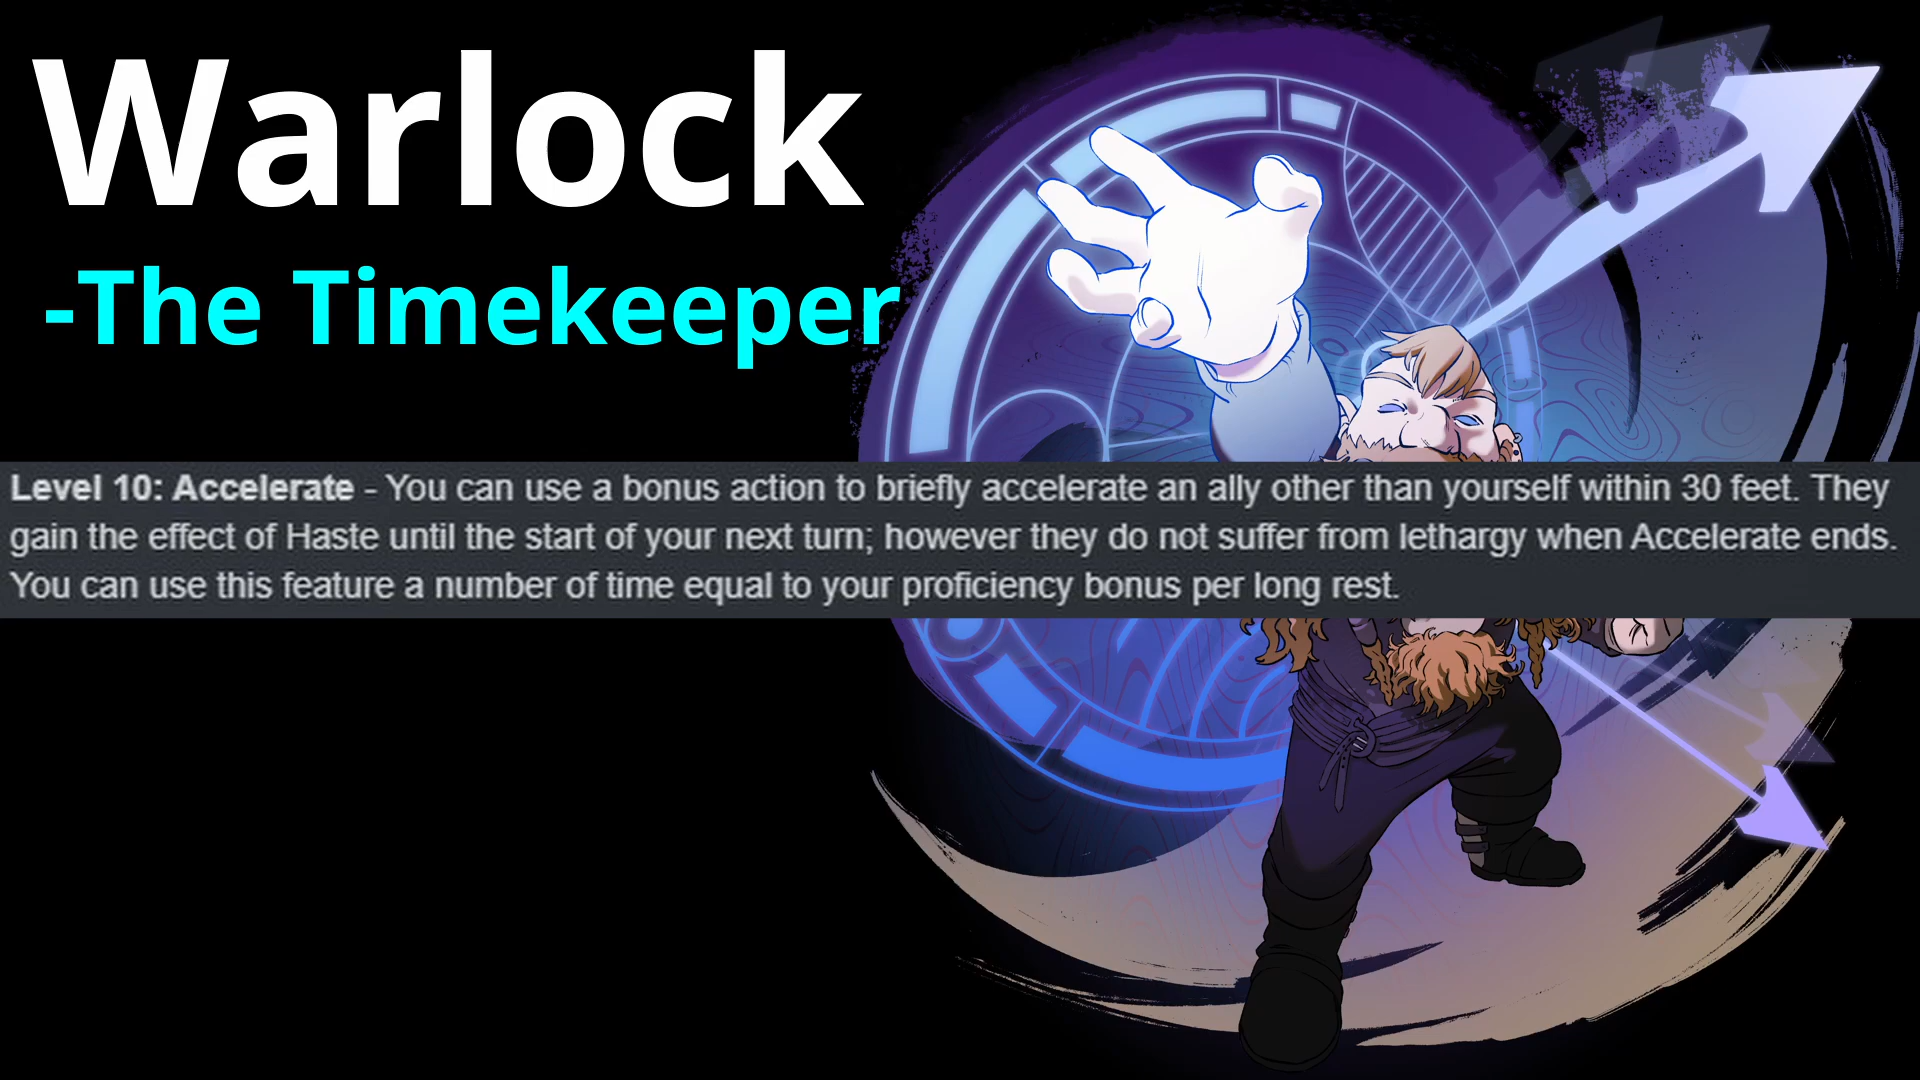 Warlock
-The Timekeeper
Level 10: Accelerate - You can use a bonus action to briefly accelerate an ally other than yourself within 30 feet. They
gain the effect of Haste until the start of your next turn; however they do not suffer from lethargy when Accelerate ends.
You can use this feature a number of time equal to your proficiency bonus per long rest.